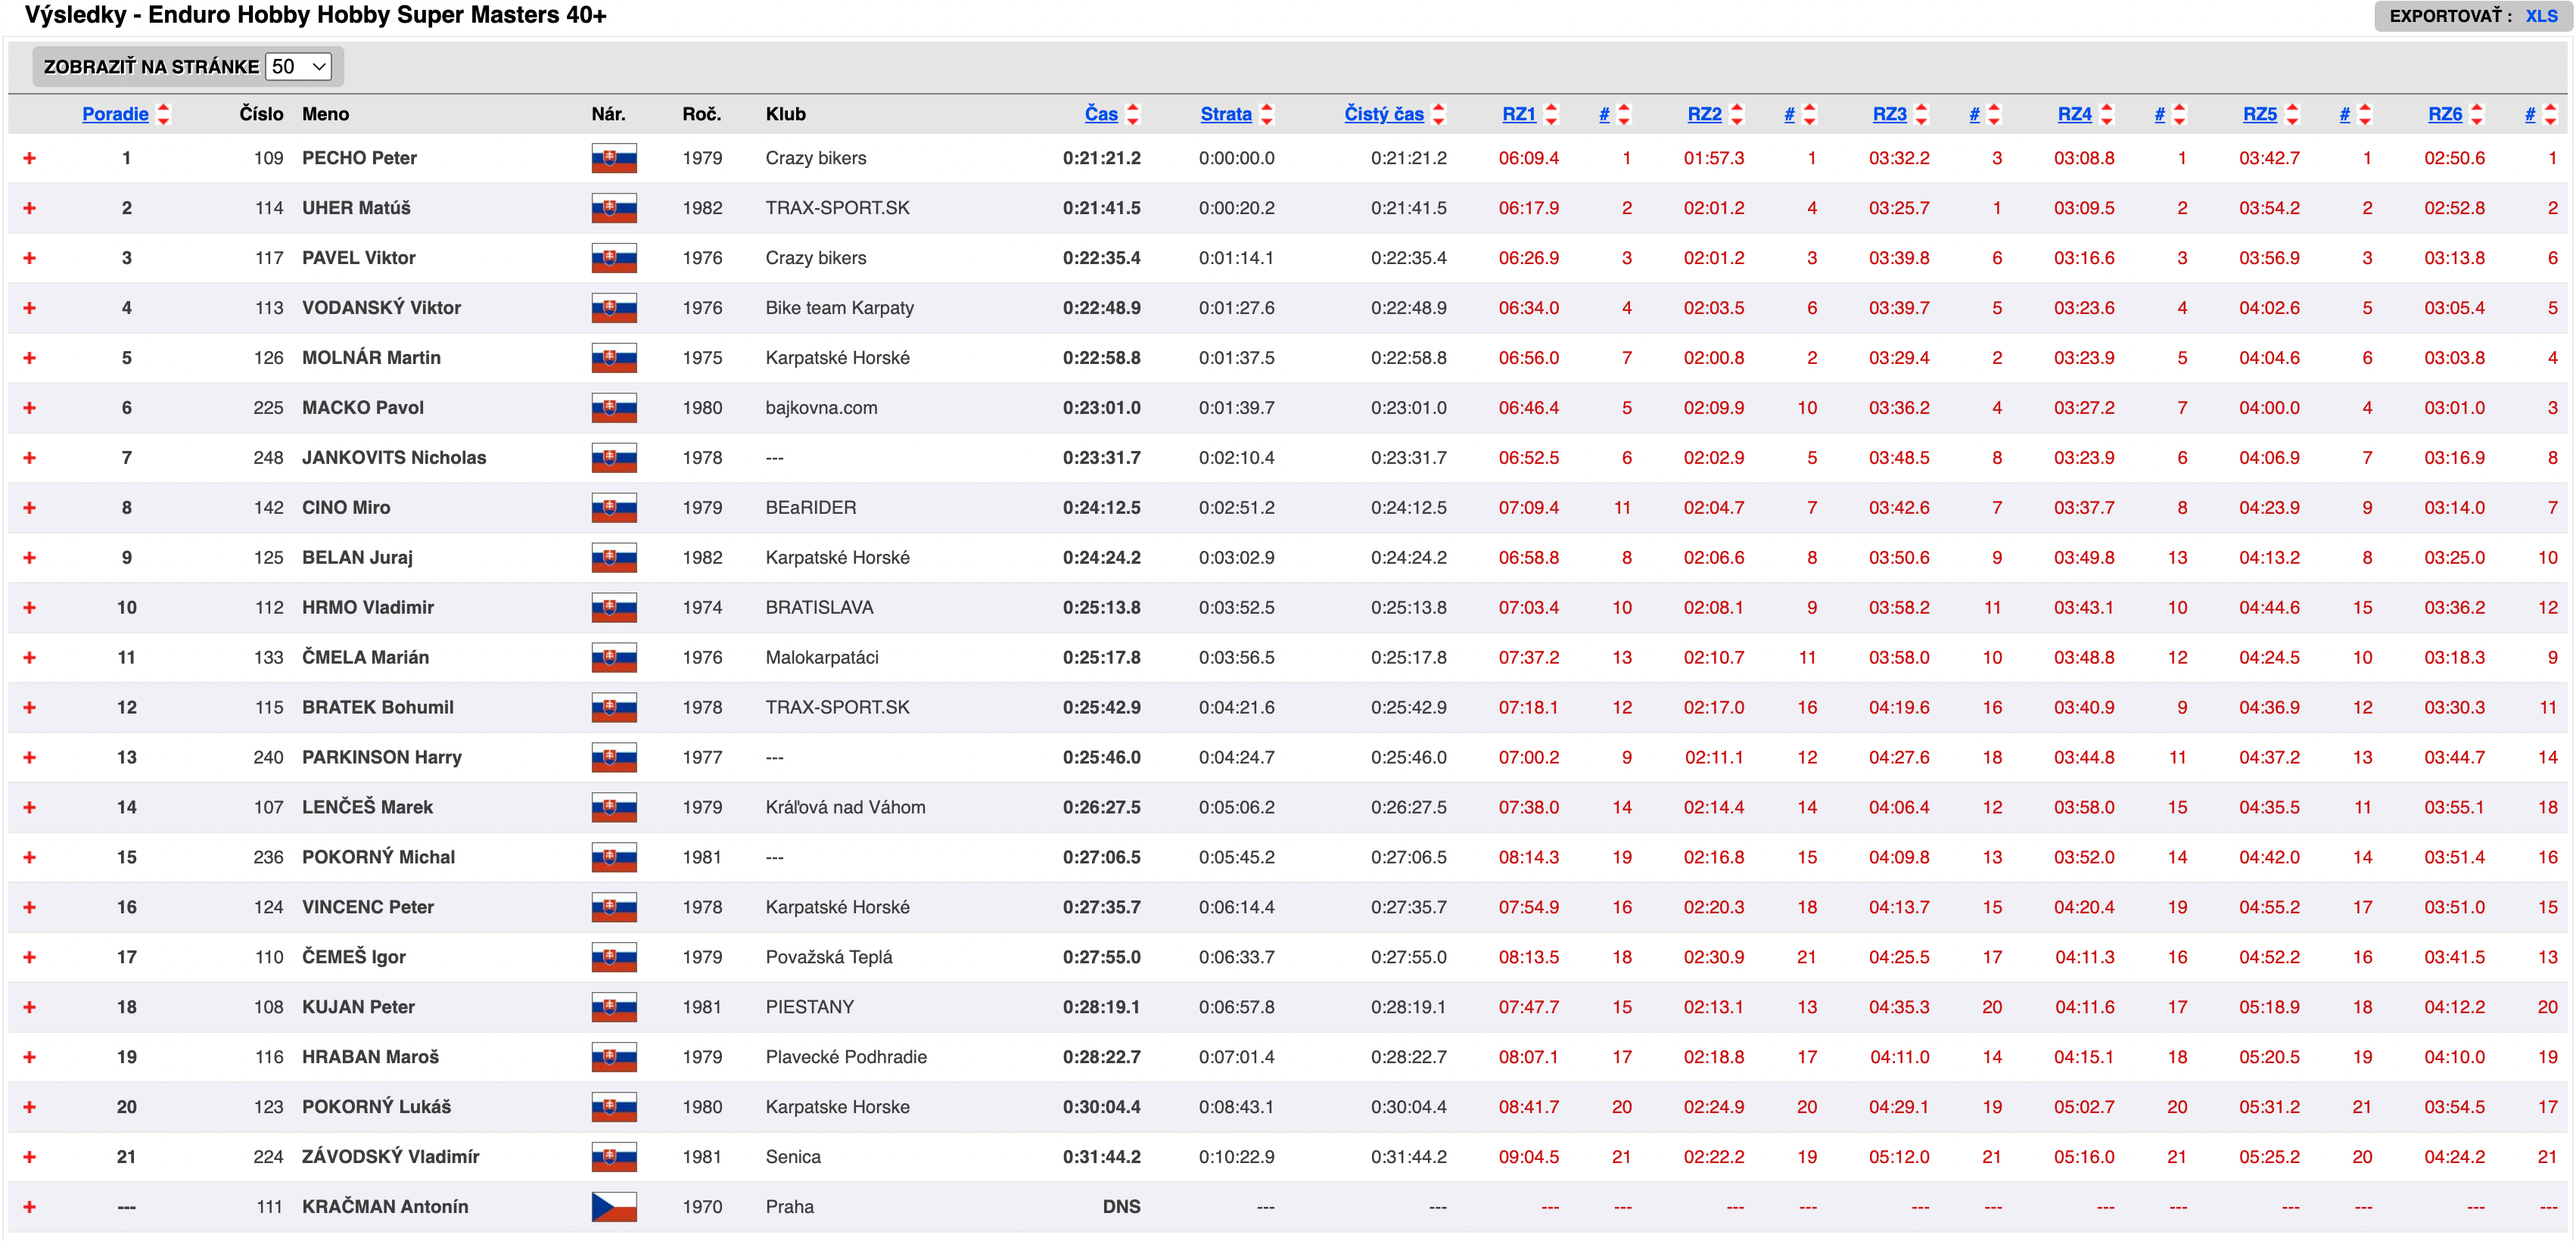 Výsledky - Enduro Hobby Hobby Super Masters 40+
EXPORTOVAŤ : XLS
ZOBRAZIŤ NA STRÁNKE 50
Poradie Číslo Meno Nár. Roč. Klub Čas Strata Čistý čas RZ1 # RZ2 # RZ3 # RZ4 # RZ5 # RZ6 #
+ 1 109 PECHO Peter 1979 Crazy bikers 0:21:21.2 0:00:00.0 0:21:21.2 06:09.4 1 01:57.3 1 03:32.2 3 03:08.8 1 03:42.7 1 02:50.6 1
+ 2 114 UHER Matúš 1982 TRAX-SPORT.SK 0:21:41.5 0:00:20.2 0:21:41.5 06:17.9 2 02:01.2 4 03:25.7 1 03:09.5 2 03:54.2 2 02:52.8 2
+ 3 117 PAVEL Viktor 1976 Crazy bikers 0:22:35.4 0:01:14.1 0:22:35.4 06:26.9 3 02:01.2 3 03:39.8 6 03:16.6 3 03:56.9 3 03:13.8 6
+ 4 113 VODANSKÝ Viktor 1976 Bike team Karpaty 0:22:48.9 0:01:27.6 0:22:48.9 06:34.0 4 02:03.5 6 03:39.7 5 03:23.6 4 04:02.6 5 03:05.4 5
+ 5 126 MOLNÁR Martin 1975 Karpatské Horské 0:22:58.8 0:01:37.5 0:22:58.8 06:56.0 7 02:00.8 2 03:29.4 2 03:23.9 5 04:04.6 6 03:03.8 4
+ 6 225 MACKO Pavol 1980 bajkovna.com 0:23:01.0 0:01:39.7 0:23:01.0 06:46.4 5 02:09.9 10 03:36.2 4 03:27.2 7 04:00.0 4 03:01.0 3
+ 7 248 JANKOVITS Nicholas 1978 --- 0:23:31.7 0:02:10.4 0:23:31.7 06:52.5 6 02:02.9 5 03:48.5 8 03:23.9 6 04:06.9 7 03:16.9 8
+ 8 142 CINO Miro 1979 BEaRIDER 0:24:12.5 0:02:51.2 0:24:12.5 07:09.4 11 02:04.7 7 03:42.6 7 03:37.7 8 04:23.9 9 03:14.0 7
+ 9 125 BELAN Juraj 1982 Karpatské Horské 0:24:24.2 0:03:02.9 0:24:24.2 06:58.8 8 02:06.6 8 03:50.6 9 03:49.8 13 04:13.2 8 03:25.0 10
+ 10 112 HRMO Vladimir 1974 BRATISLAVA 0:25:13.8 0:03:52.5 0:25:13.8 07:03.4 10 02:08.1 9 03:58.2 11 03:43.1 10 04:44.6 15 03:36.2 12
+ 11 133 ČMELA Marián 1976 Malokarpatáci 0:25:17.8 0:03:56.5 0:25:17.8 07:37.2 13 02:10.7 11 03:58.0 10 03:48.8 12 04:24.5 10 03:18.3 9
+ 12 115 BRATEK Bohumil 1978 TRAX-SPORT.SK 0:25:42.9 0:04:21.6 0:25:42.9 07:18.1 12 02:17.0 16 04:19.6 16 03:40.9 9 04:36.9 12 03:30.3 11
+ 13 240 PARKINSON Harry 1977 --- 0:25:46.0 0:04:24.7 0:25:46.0 07:00.2 9 02:11.1 12 04:27.6 18 03:44.8 11 04:37.2 13 03:44.7 14
+ 14 107 LENČEŠ Marek 1979 Kráľová nad Váhom 0:26:27.5 0:05:06.2 0:26:27.5 07:38.0 14 02:14.4 14 04:06.4 12 03:58.0 15 04:35.5 11 03:55.1 18
+ 15 236 POKORNÝ Michal 1981 --- 0:27:06.5 0:05:45.2 0:27:06.5 08:14.3 19 02:16.8 15 04:09.8 13 03:52.0 14 04:42.0 14 03:51.4 16
+ 16 124 VINCENC Peter 1978 Karpatské Horské 0:27:35.7 0:06:14.4 0:27:35.7 07:54.9 16 02:20.3 18 04:13.7 15 04:20.4 19 04:55.2 17 03:51.0 15
+ 17 110 ČEMEŠ Igor 1979 Považská Teplá 0:27:55.0 0:06:33.7 0:27:55.0 08:13.5 18 02:30.9 21 04:25.5 17 04:11.3 16 04:52.2 16 03:41.5 13
+ 18 108 KUJAN Peter 1981 PIESTANY 0:28:19.1 0:06:57.8 0:28:19.1 07:47.7 15 02:13.1 13 04:35.3 20 04:11.6 17 05:18.9 18 04:12.2 20
+ 19 116 HRABAN Maroš 1979 Plavecké Podhradie 0:28:22.7 0:07:01.4 0:28:22.7 08:07.1 17 02:18.8 17 04:11.0 14 04:15.1 18 05:20.5 19 04:10.0 19
+ 20 123 POKORNÝ Lukáš 1980 Karpatske Horske 0:30:04.4 0:08:43.1 0:30:04.4 08:41.7 20 02:24.9 20 04:29.1 19 05:02.7 20 05:31.2 21 03:54.5 17
+ 21 224 ZÁVODSKÝ Vladimír 1981 Senica 0:31:44.2 0:10:22.9 0:31:44.2 09:04.5 21 02:22.2 19 05:12.0 21 05:16.0 21 05:25.2 20 04:24.2 21
+ --- 111 KRAČMAN Antonín 1970 Praha DNS --- --- --- --- --- --- --- --- --- --- --- --- --- ---